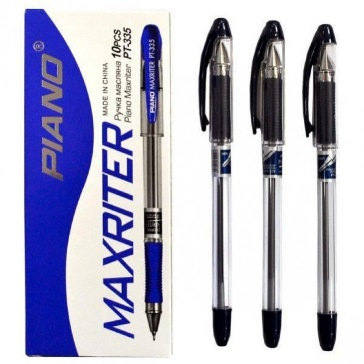 PIANO
MAXRITER
MADE IN CHINA
Ручка масляна 10PCS
Piano Maxriter PT-335
PIANO MAXRITER PT-335